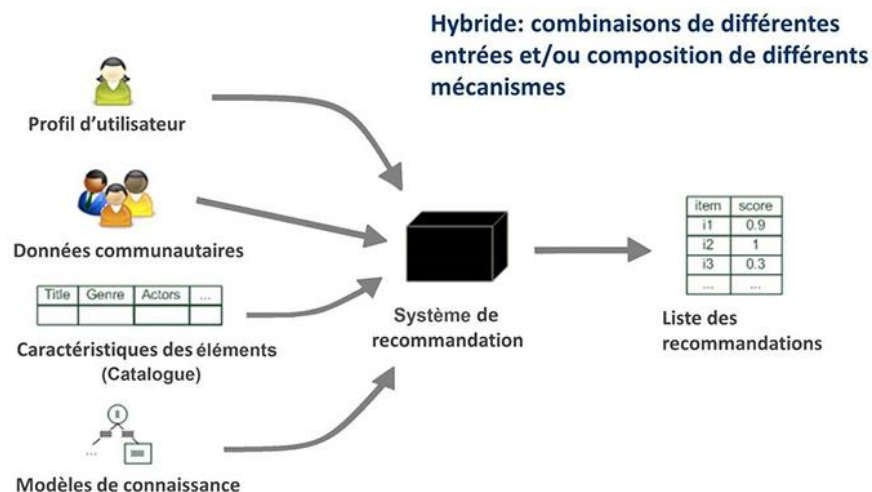 Hybride: combinaisons de différentes
entrées et/ou composition de différents
mécanismes
Profil d'utilisateur
Données communautaires
Title Genre Actors ...
Caractéristiques des éléments
(Catalogue)
...
Modèles de connaissance
Système de
recommandation
item score
i1 0.9
i2 1
i3 0.3
... ...
Liste des
recommandations